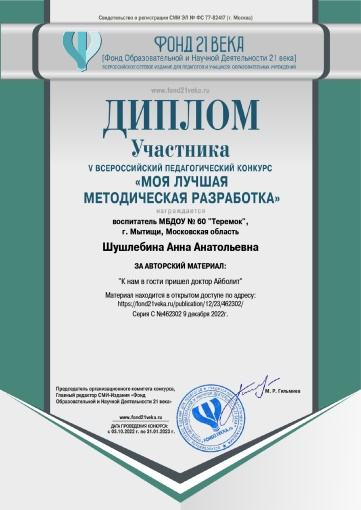 Свидетельство о регистрации СМИ ЭЛ № ФС 77-82487 (г. Москва)
ФОНД 21 ВЕКА
(Фонд Образовательной и Научной Деятельности 21 века)
ВСЕРОССИЙСКОЕ СЕТЕВОЕ ИЗДАНИЕ ДЛЯ ПЕДАГОГОВ И УЧАЩИХСЯ ОБРАЗОВАТЕЛЬНЫХ УЧРЕЖДЕНИЙ
www.fond21veka.ru
ДИПЛОМ
Участника
V ВСЕРОССИЙСКИЙ ПЕДАГОГИЧЕСКИЙ КОНКУРС
«МОЯ ЛУЧШАЯ
МЕТОДИЧЕСКАЯ РАЗРАБОТКА»
награждается
воспитатель МБДОУ № 60 "Теремок",
г. Мытищи, Московская область
Шушлебина Анна Анатольевна
ЗА АВТОРСКИЙ МАТЕРИАЛ:
"К нам в гости пришел доктор Айболит"
Материал находится в открытом доступе по адресу:
https://fond21veka.ru/publication/12/23/462302/
Серия С №462302 9 декабря 2022г.
Председатель организационного комитета конкурса,
Главный редактор СМИ-Издания «Фонд
Образовательной и Научной Деятельности 21 века»
М. Р. Гильмиев
www.fond21veka.ru
ДАТА ПРОВЕДЕНИЯ КОНКУРСА:
с 03.10.2022 г. по 31.01.2023 г.
FOND21VEKA.ru